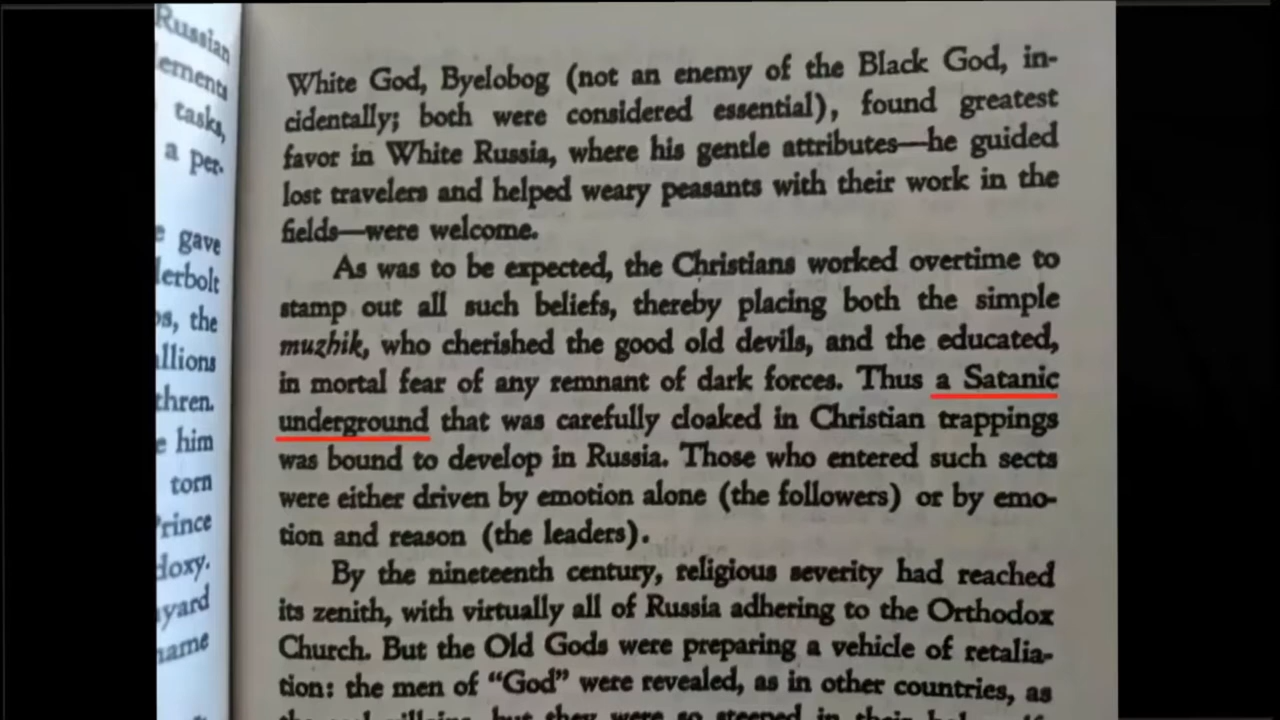 Russian
ements
tasks,
a per-
gave
lerbolt
the
llions
thren.
him
torn
Prince
doxy.
yard
name
White God, Byelobog (not an enemy of the Black God, in-
cidentally; both were considered essential), found greatest
favor in White Russia, where his gentle attributes—he guided
lost travelers and helped weary peasants with their work in the
fields—were welcome.
As was to be expected, the Christians worked overtime to
stamp out all such beliefs, thereby placing both the simple
muzhik, who cherished the good old devils, and the educated,
in mortal fear of any remnant of dark forces. Thus a Satanic
underground that was carefully cloaked in Christian trappings
was bound to develop in Russia. Those who entered such sects
were either driven by emotion alone (the followers) or by emo-
tion and reason (the leaders).
By the nineteenth century, religious severity had reached
its zenith, with virtually all of Russia adhering to the Orthodox
Church. But the Old Gods were preparing a vehicle of retalia-
tion: the men of “God” were revealed, as in other countries, as